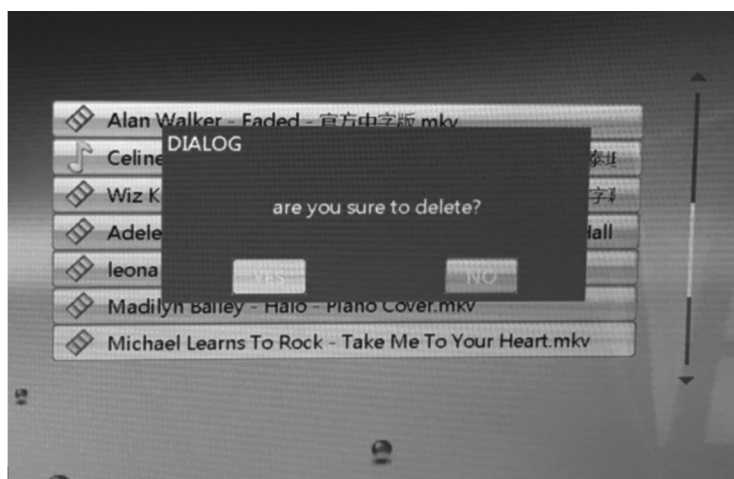 Alan Walker - Faded - 官方中字版.mkv
DIALOG
Celine
Wiz K
are you sure to delete?
Adele
Hall
leona
YES
NO
Madilyn Bailey - Halo - Piano Cover.mkv
Michael Learns To Rock - Take Me To Your Heart.mkv